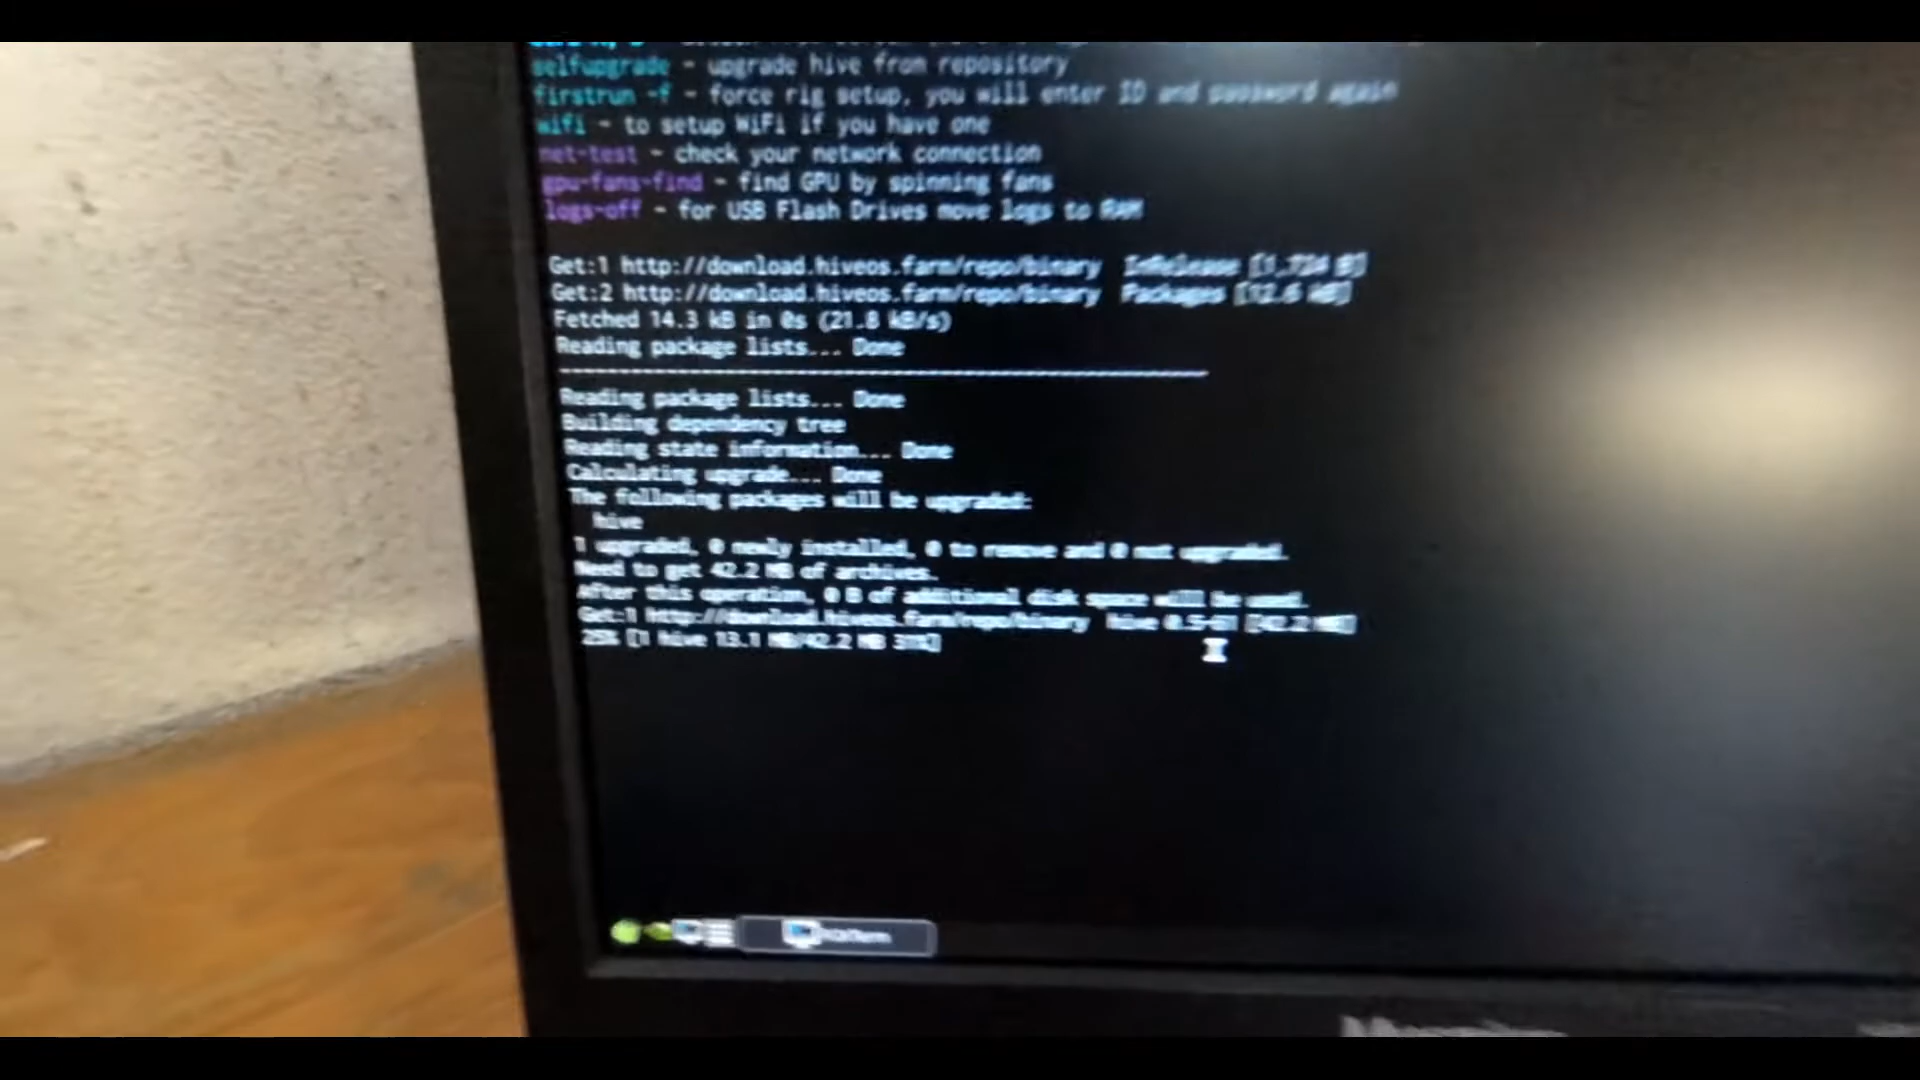 selfupgrade - upgrade hive from repository
firstrun -f - force rig setup, you will enter ID and password again
wifi - to setup WiFi if you have one
net-test - check your network connection
gpu-fans-find - find GPU by spinning fans
logs-off - for USB Flash Drives move logs to RAM
Get:1 http://download.hiveos.farm/repo/binary InRelease [1,734 B]
Get:2 http://download.hiveos.farm/repo/binary Packages [12.6 kB]
Fetched 14.3 kB in 0s (21.8 kB/s)
Reading package lists... Done
Reading package lists... Done
Building dependency tree
Reading state information... Done
Calculating upgrade... Done
The following packages will be upgraded:
hive
1 upgraded, 0 newly installed, 0 to remove and 0 not upgraded.
Need to get 42.2 MB of archives.
After this operation, 0 B of additional disk space will be used.
Get:1 http://download.hiveos.farm/repo/binary hive [42.2 MB]
25% [1 hive 13.1 MB/42.2 MB 31%]